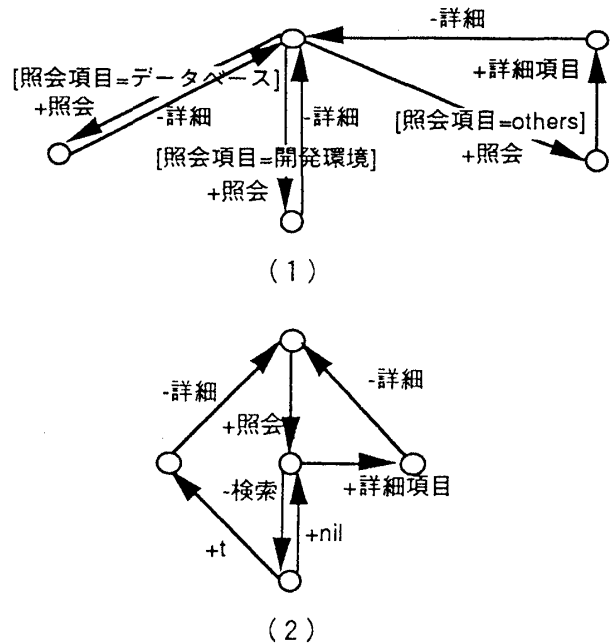 -詳細
[照会項目=データベース]
+照会
-詳細
-詳細
+詳細項目
[照会項目=others]
+照会
[照会項目=開発環境]
+照会
(1)
-詳細
-詳細
+照会
-検索
+詳細項目
+t
+nil
(2)